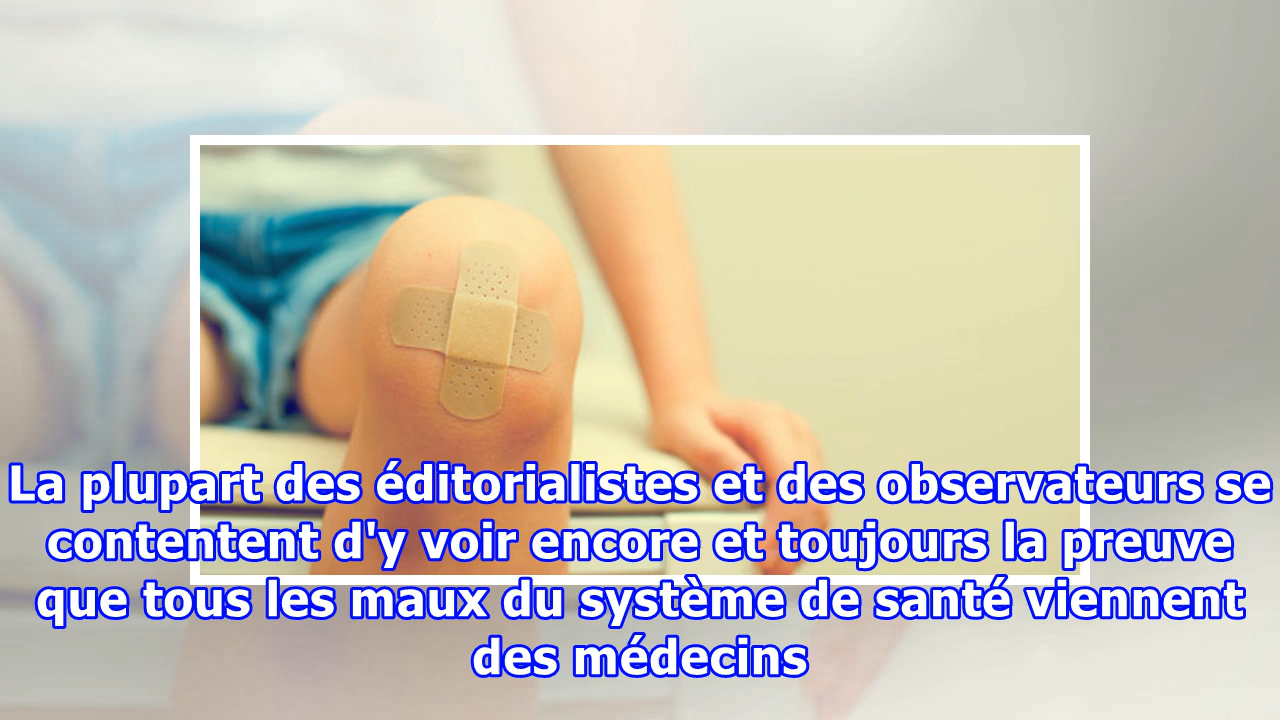 La plupart des éditorialistes et des observateurs se
contentent d'y voir encore et toujours la preuve
que tous les maux du système de santé viennent
des médecins